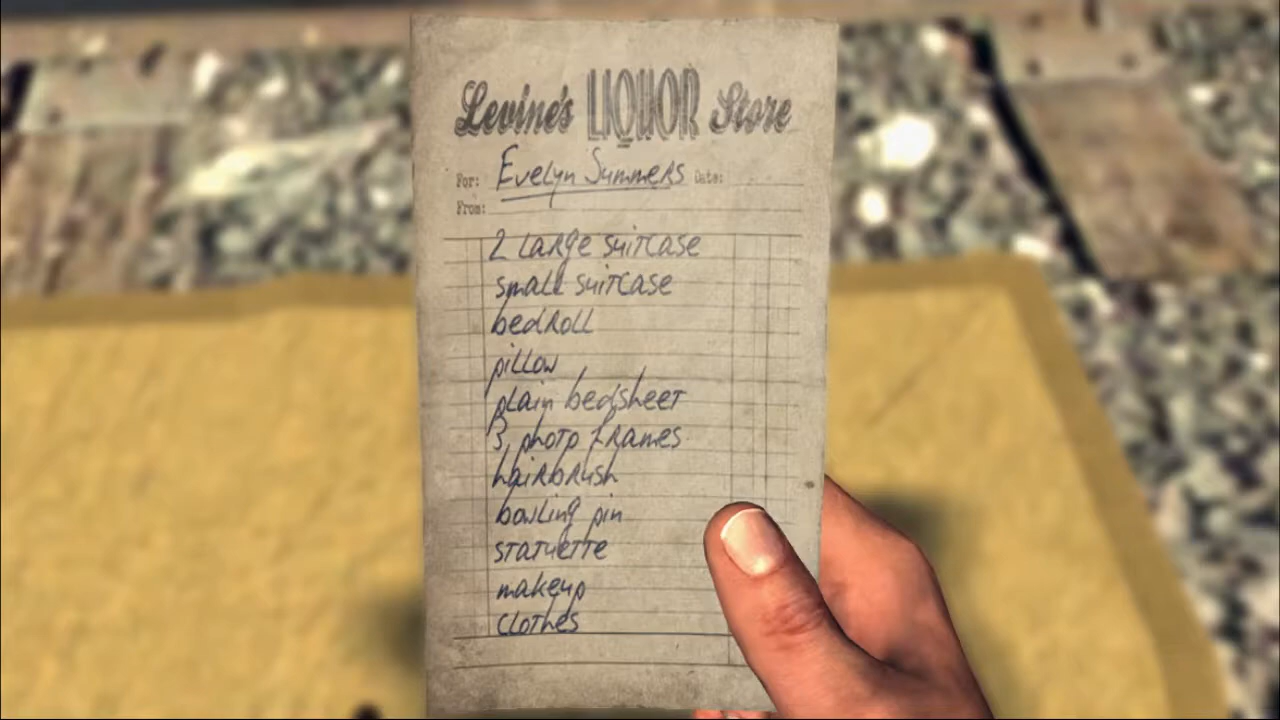 Levine's LIQUOR Store
For: Evelyn Summers Date:
From:
2 large suitcase
small suitcase
bedroll
pillow
plain bedsheet
3 photo frames
hairbrush
bowling pin
statuette
makeup
clothes